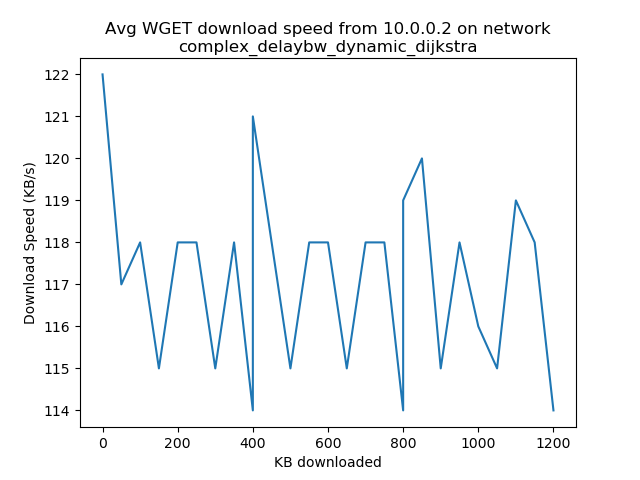 Avg WGET download speed from 10.0.0.2 on network
complex_delaybw_dynamic_dijkstra
122
121
120
119
118
117
116
115
114
Download Speed (KB/s)
0 200 400 600 800 1000 1200
KB downloaded